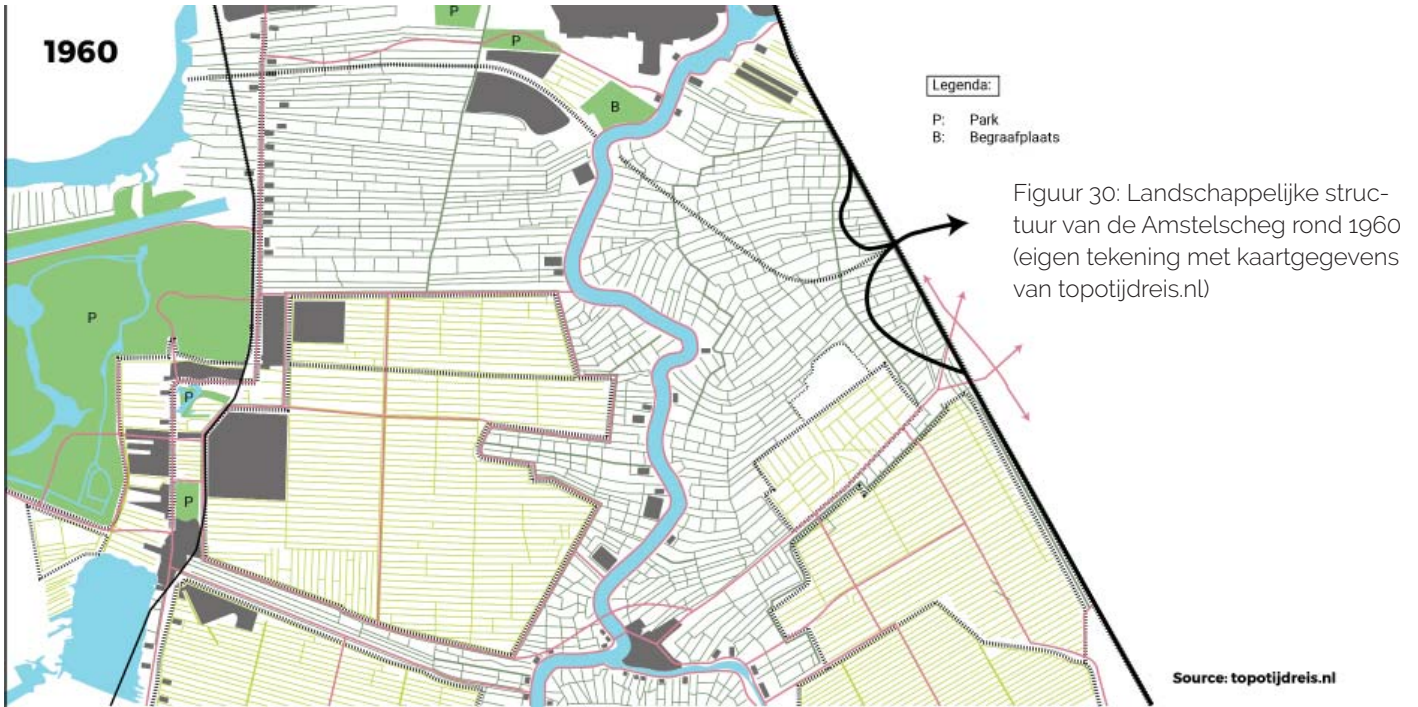 1960
P
P
B
P
P
P
Legenda:
P: Park
B: Begraafplaats
Figuur 30: Landschappelijke struc-
tuur van de Amstelscheg rond 1960
(eigen tekening met kaartgegevens
van topotijdreis.nl)
Source: topotijdreis.nl